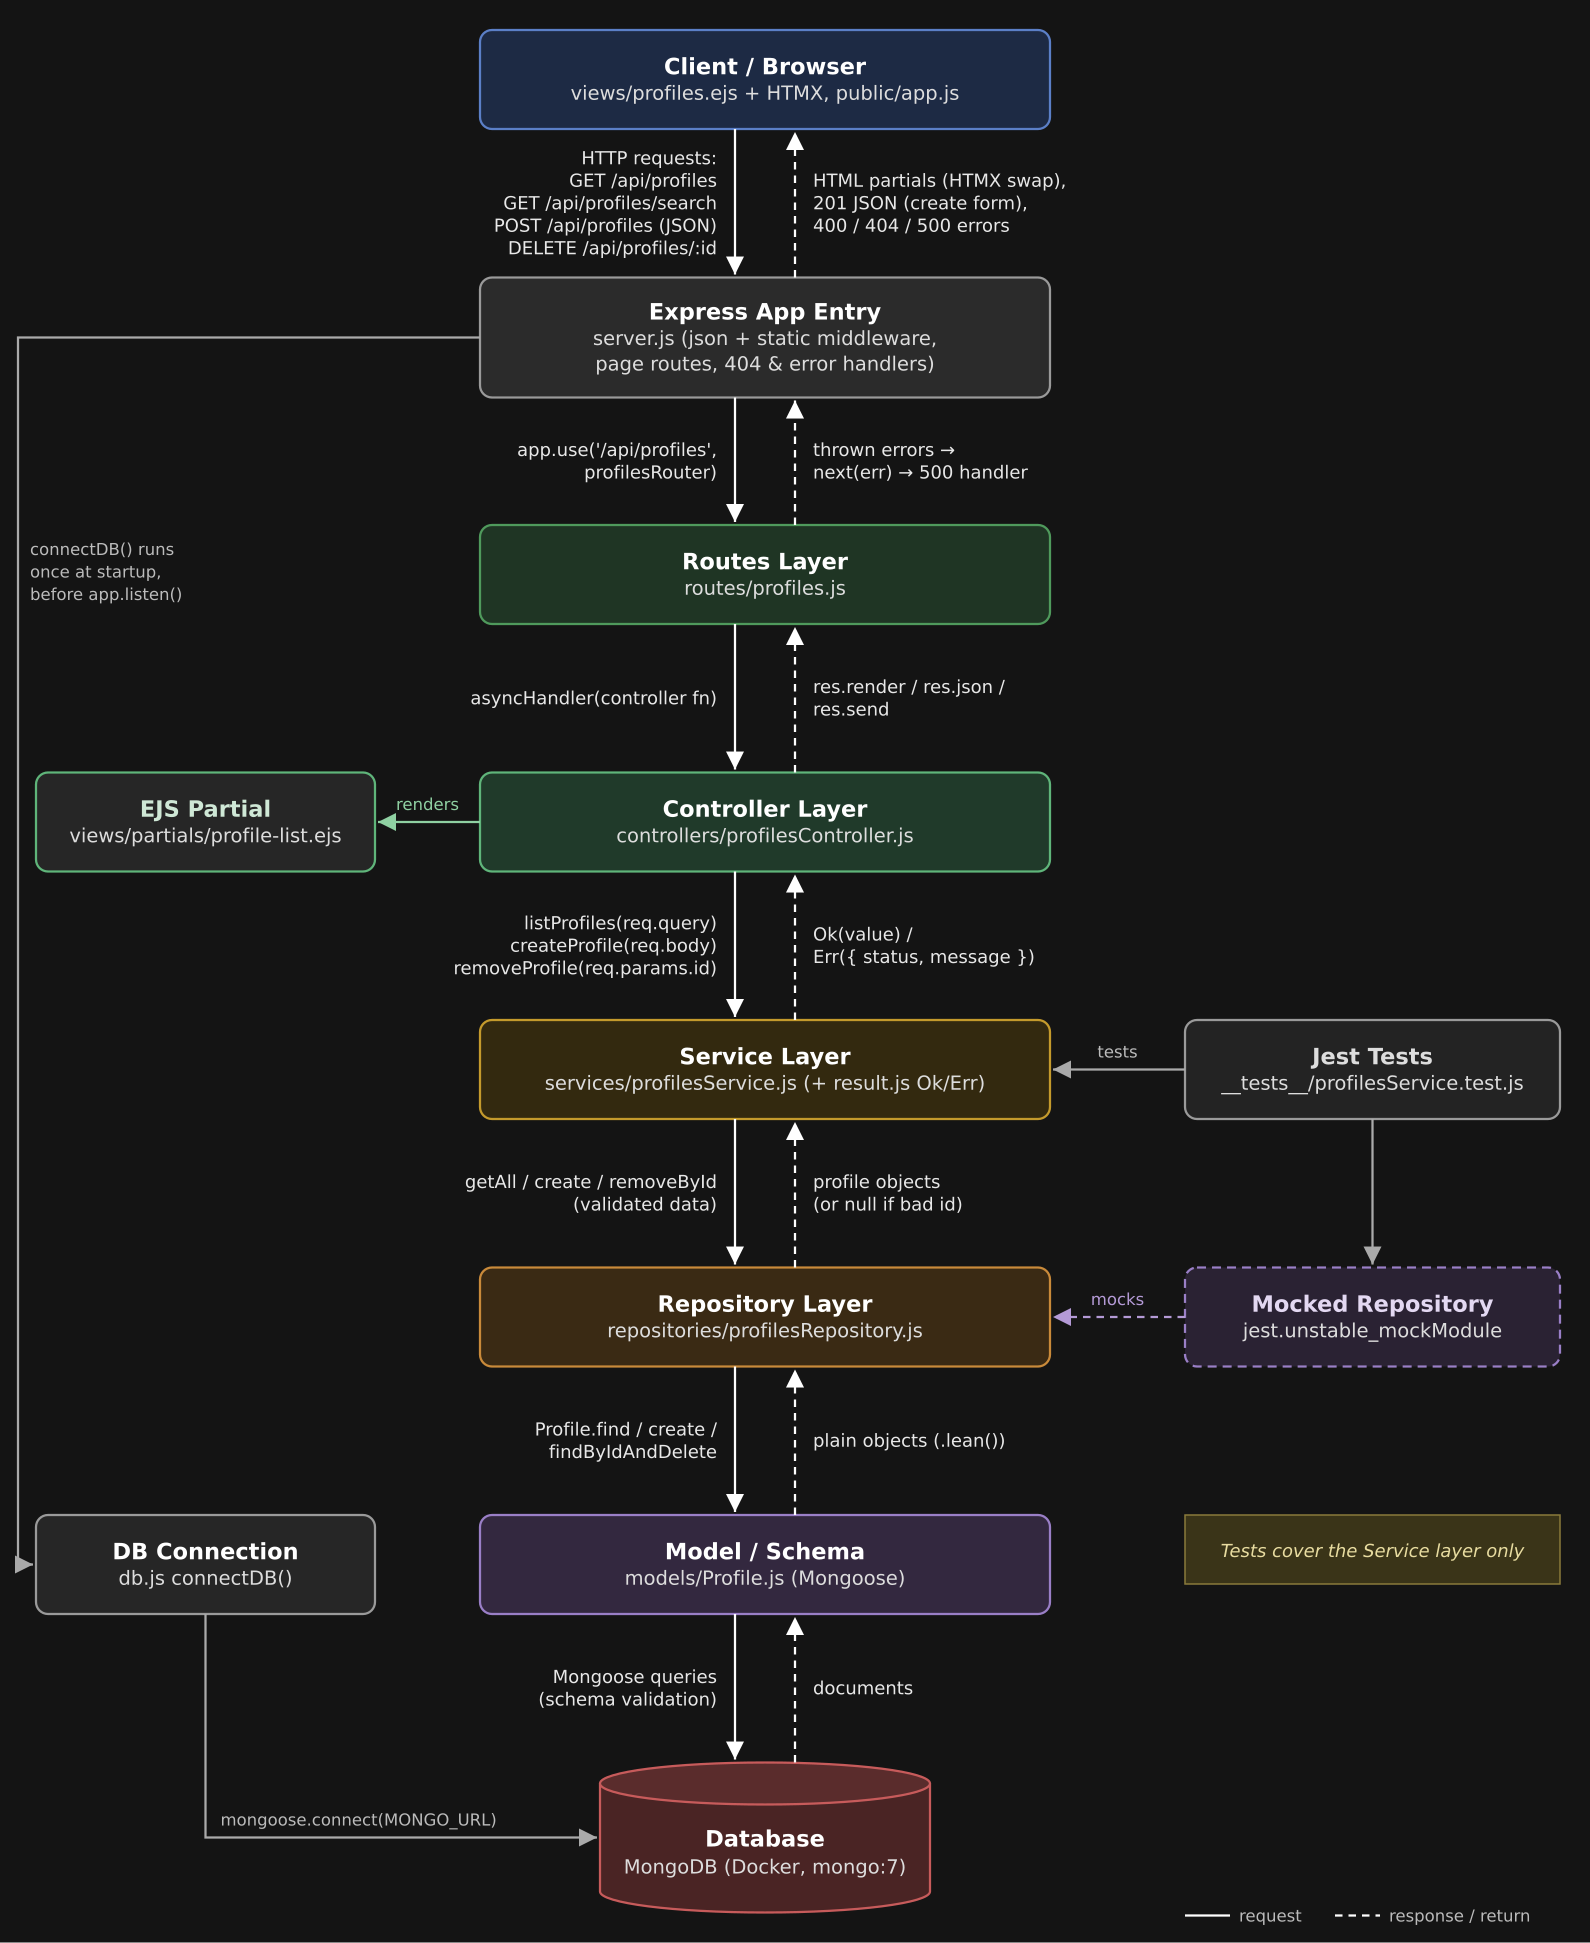 Client / Browser
views/profiles.ejs + HTMX, public/app.js
HTTP requests:
GET /api/profiles
GET /api/profiles/search
POST /api/profiles (JSON)
DELETE /api/profiles/:id
HTML partials (HTMX swap),
201 JSON (create form),
400 / 404 / 500 errors
Express App Entry
server.js (json + static middleware,
page routes, 404 & error handlers)
app.use('/api/profiles',
profilesRouter)
thrown errors →
next(err) → 500 handler
connectDB() runs
once at startup,
before app.listen()
Routes Layer
routes/profiles.js
asyncHandler(controller fn)
res.render / res.json /
res.send
EJS Partial
views/partials/profile-list.ejs
renders
Controller Layer
controllers/profilesController.js
listProfiles(req.query)
createProfile(req.body)
removeProfile(req.params.id)
Ok(value) /
Err({ status, message })
Service Layer
services/profilesService.js (+ result.js Ok/Err)
tests
Jest Tests
__tests__/profilesService.test.js
getAll / create / removeById
(validated data)
profile objects
(or null if bad id)
Repository Layer
repositories/profilesRepository.js
mocks
Mocked Repository
jest.unstable_mockModule
Profile.find / create /
findByIdAndDelete
plain objects (.lean())
DB Connection
db.js connectDB()
Model / Schema
models/Profile.js (Mongoose)
Tests cover the Service layer only
Mongoose queries
(schema validation)
documents
mongoose.connect(MONGO_URL)
Database
MongoDB (Docker, mongo:7)
request
response / return